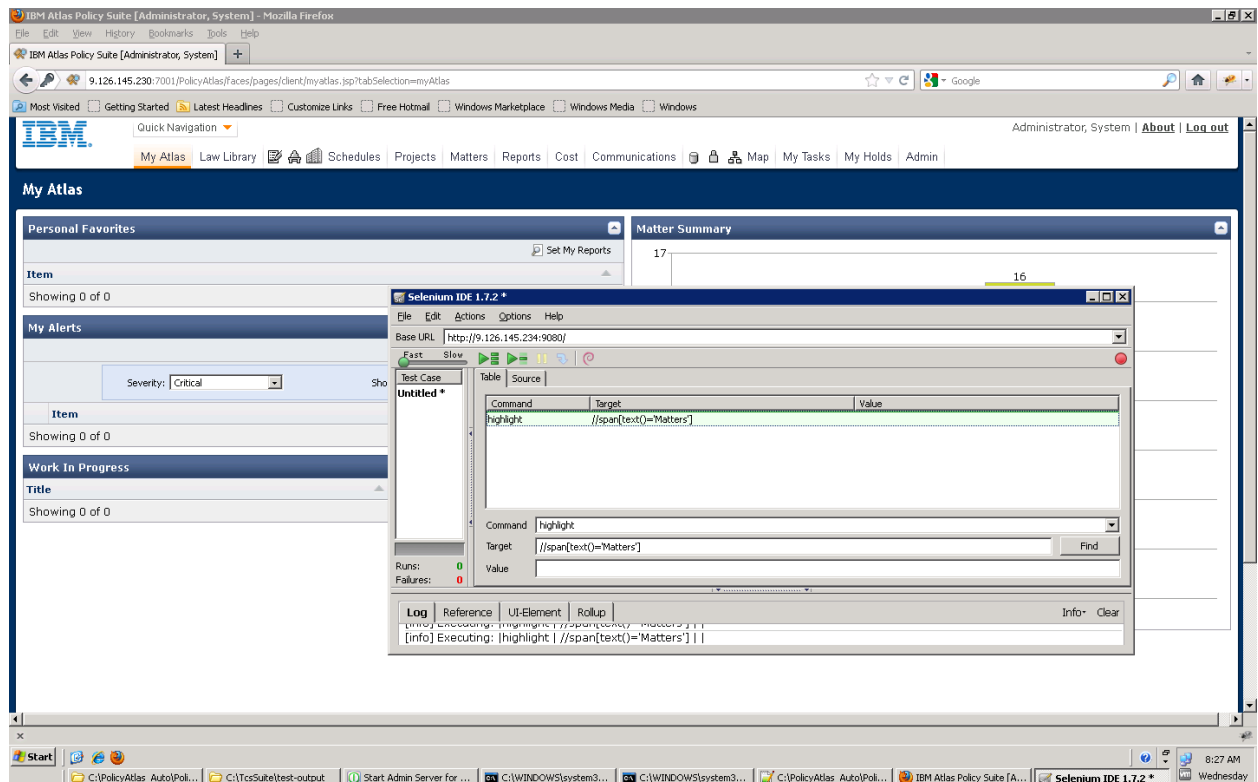 IBM Atlas Policy Suite [Administrator, System] - Mozilla Firefox
File Edit View History Bookmarks Tools Help
IBM Atlas Policy Suite [Administrator, System] +
9.126.145.230:7001/PolicyAtlas/faces/pages/client/myatlas.jsp?tabSelection=myAtlas
Google
Most Visited Getting Started Latest Headlines Customize Links Free Hotmail Windows Marketplace Windows Media Windows
IBM
Quick Navigation
Administrator, System | About | Log out
My Atlas Law Library Schedules Projects Matters Reports Cost Communications Map My Tasks My Holds Admin
My Atlas
Personal Favorites
Set My Reports
Item
Showing 0 of 0
My Alerts
Severity: Critical
Sho
Item
Showing 0 of 0
Work In Progress
Title
Showing 0 of 0
Matter Summary
17
16
Selenium IDE 1.7.2 *
File Edit Actions Options Help
Base URL http://9.126.145.234:9080/
Fast Slow
Test Case
Untitled *
Table Source
Command Target Value
highlight //span[text()='Matters']
Command highlight
Target //span[text()='Matters'] Find
Value
Runs: 0
Failures: 0
Log Reference UI-Element Rollup Info Clear
[info] Executing: |highlight | //span[text()='Matters'] | |
[info] Executing: |highlight | //span[text()='Matters'] | |
Start
8:27 AM
C:\PolicyAtlas_Auto\Poli... C:\TcsSuite\test-output Start Admin Server for ... C:\WINDOWS\system3... C:\WINDOWS\system3... C:\PolicyAtlas_Auto\Poli... IBM Atlas Policy Suite [A... Selenium IDE 1.7.2 * Wednesday